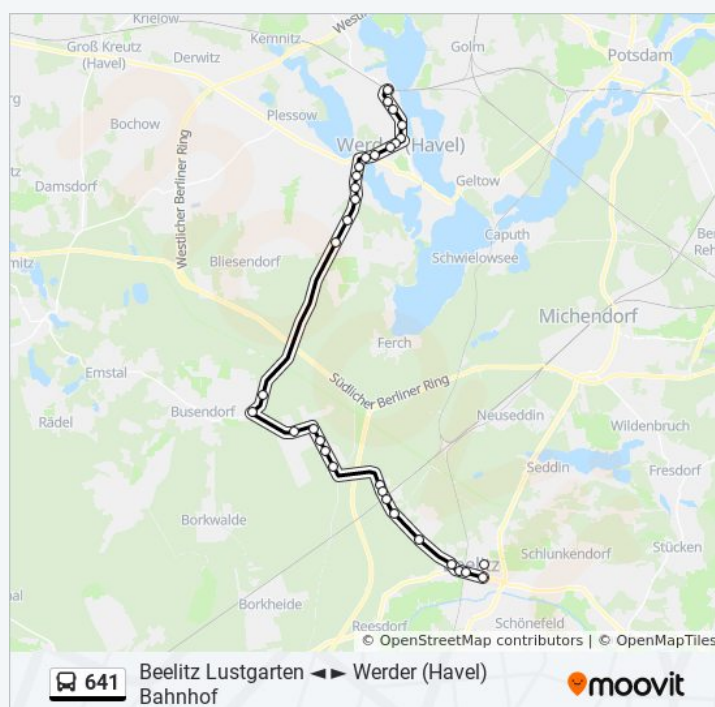 Krielow
Kemnitz
Groß Kreutz
(Havel)
Derwitz
Golm
Potsdam
Plessow
Bochow
Werder (Havel)
Westlicher Berliner Ring
Damsdorf
Geltow
Caputh
Bliesendorf
Schwielowsee
Michendorf
Ferch
Emstal
Südlicher Berliner Ring
Rädel
Busendorf
Neuseddin
Wildenbruch
Seddin
Fresdorf
Borkwalde
Stücken
Schlunkendorf
Borkheide
Reesdorf
Schönefeld
© OpenStreetMap contributors | © OpenMapTiles
641
Beelitz Lustgarten ◄► Werder (Havel)
Bahnhof
moovit